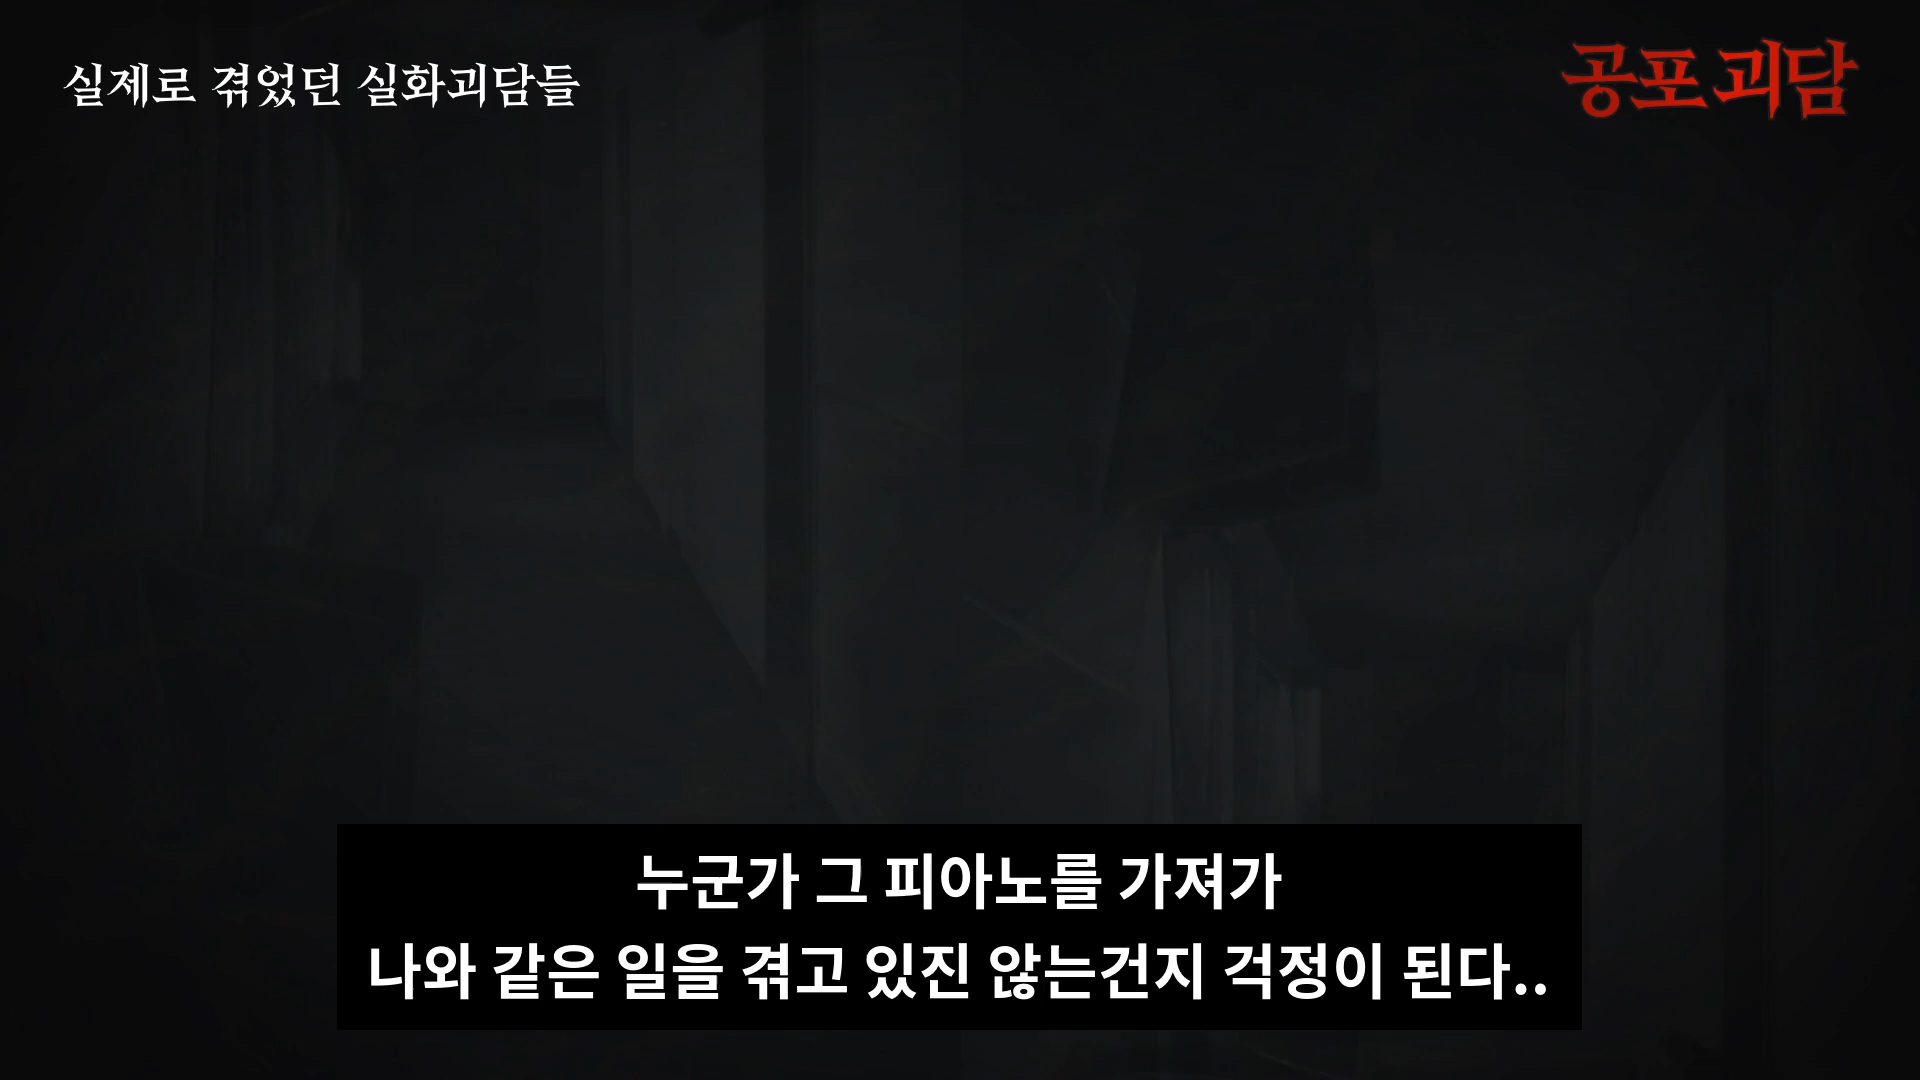 실제로 겪었던 실화괴담들
공포 괴담
누군가 그 피아노를 가져가
나와 같은 일을 겪고 있진 않는건지 걱정이 된다..